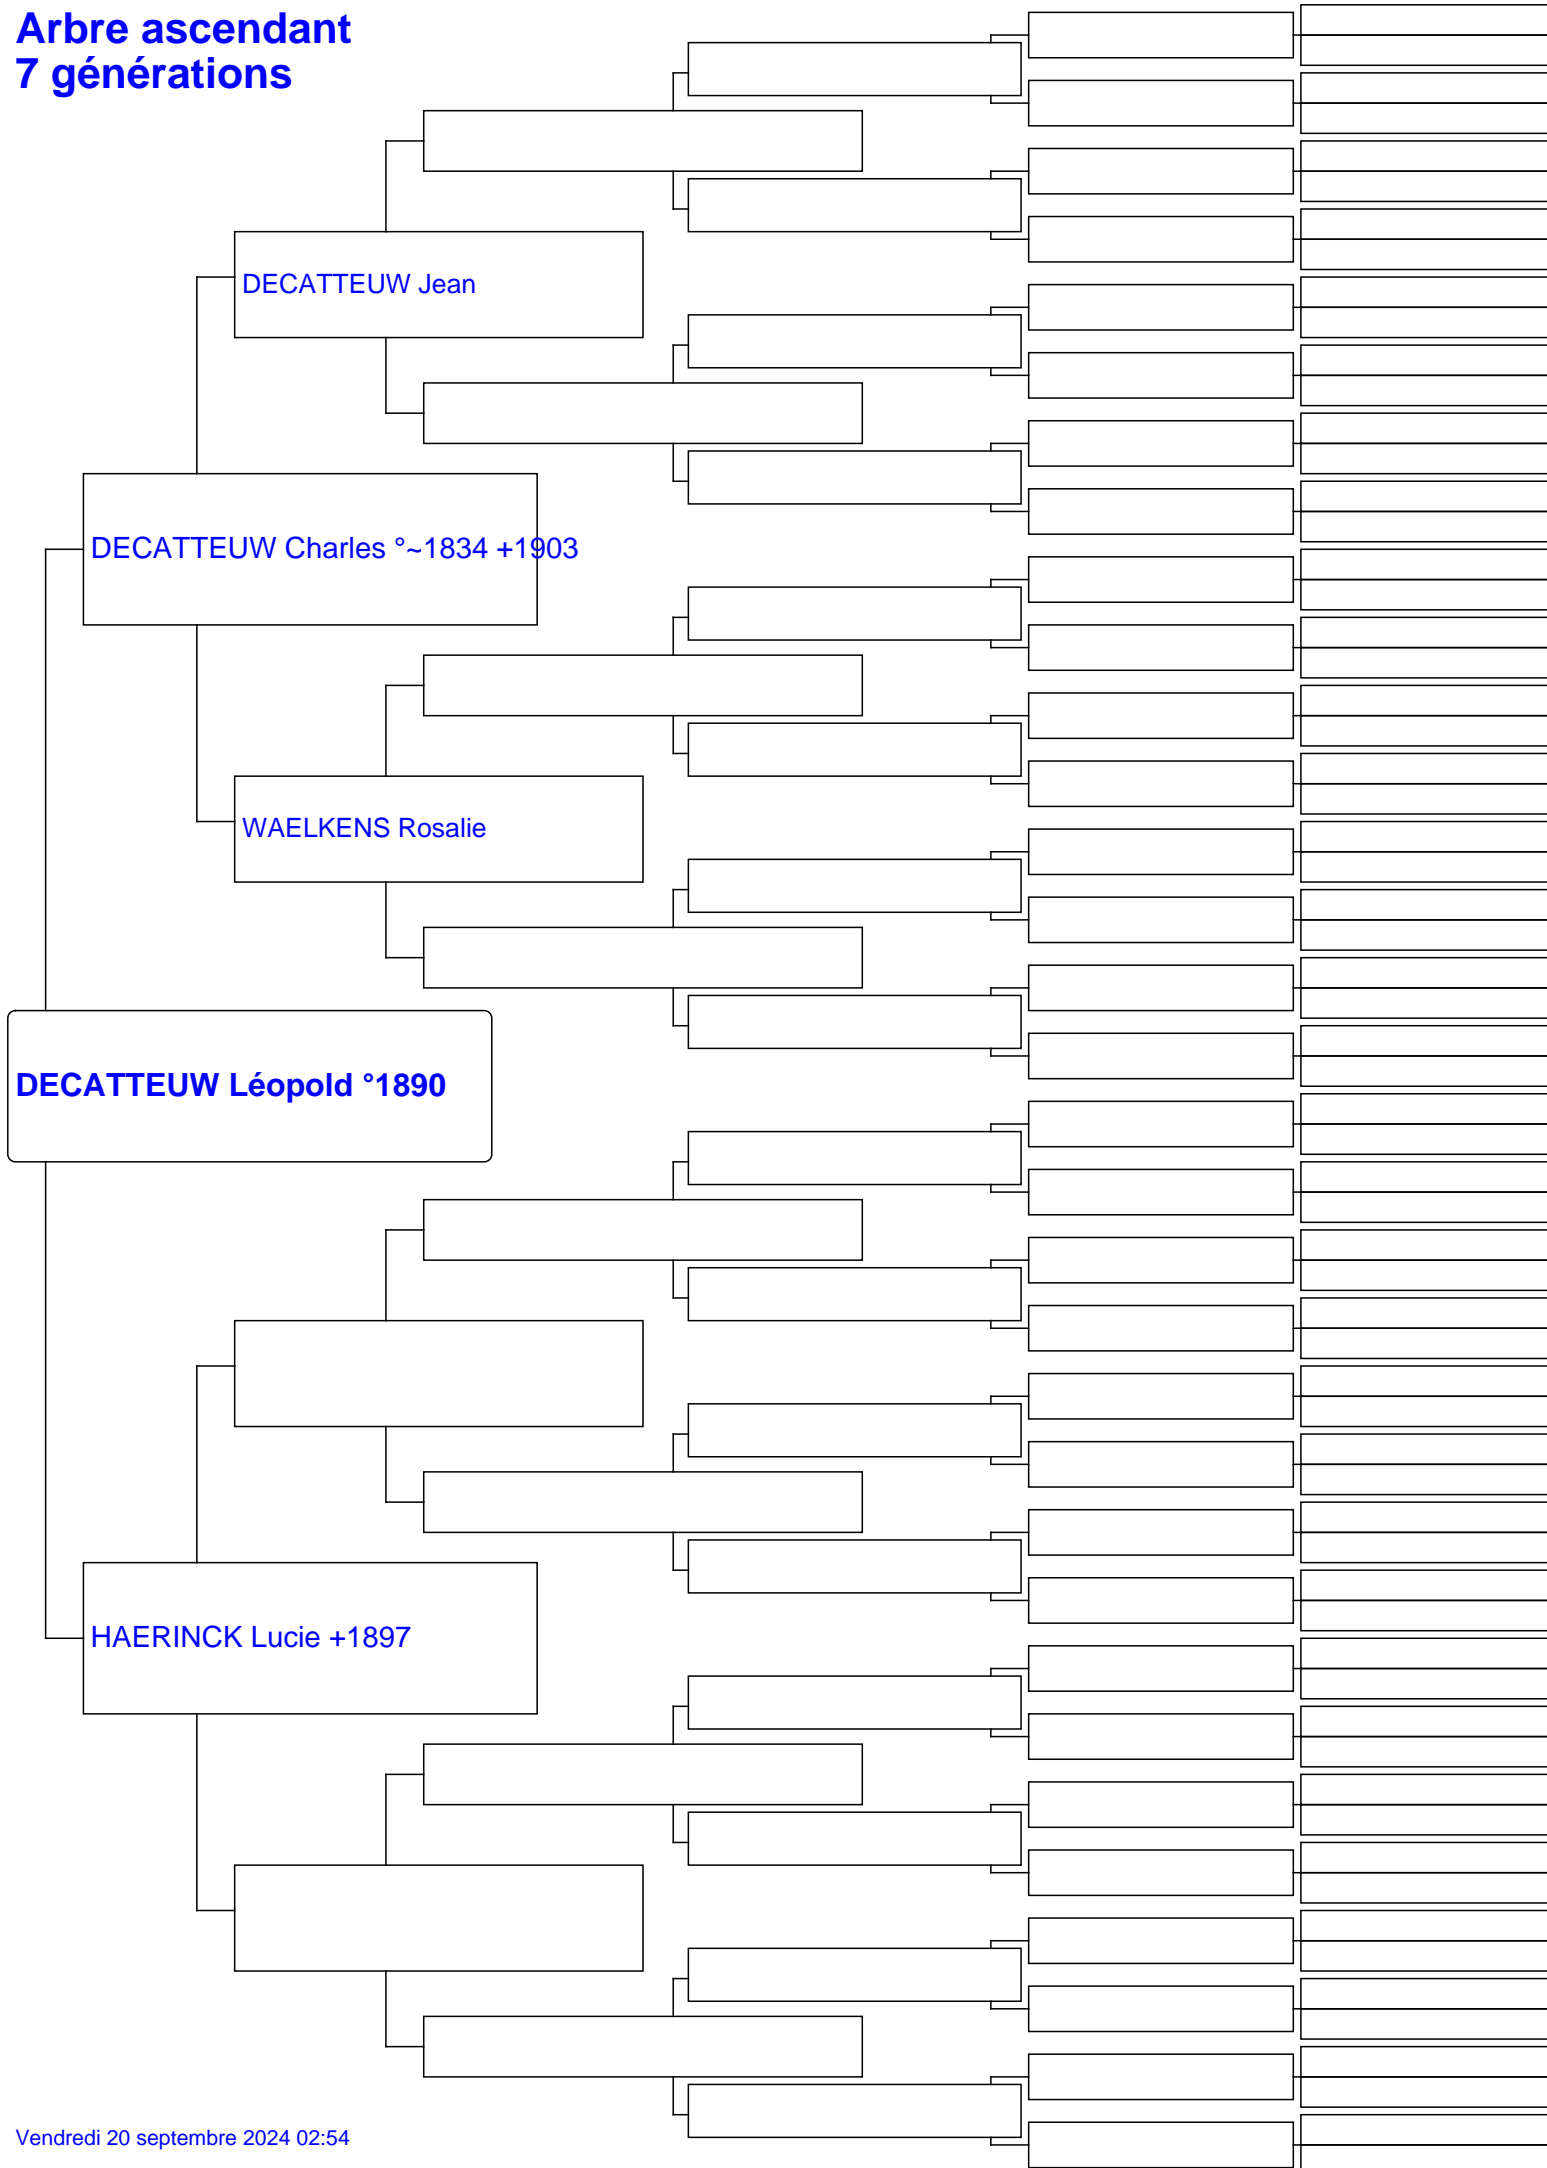 Arbre ascendant
7 générations
DECATTEUW Jean
DECATTEUW Charles °~1834 +1903
WAELKENS Rosalie
DECATTEUW Léopold °1890
HAERINCK Lucie +1897
Vendredi 20 septembre 2024 02:54